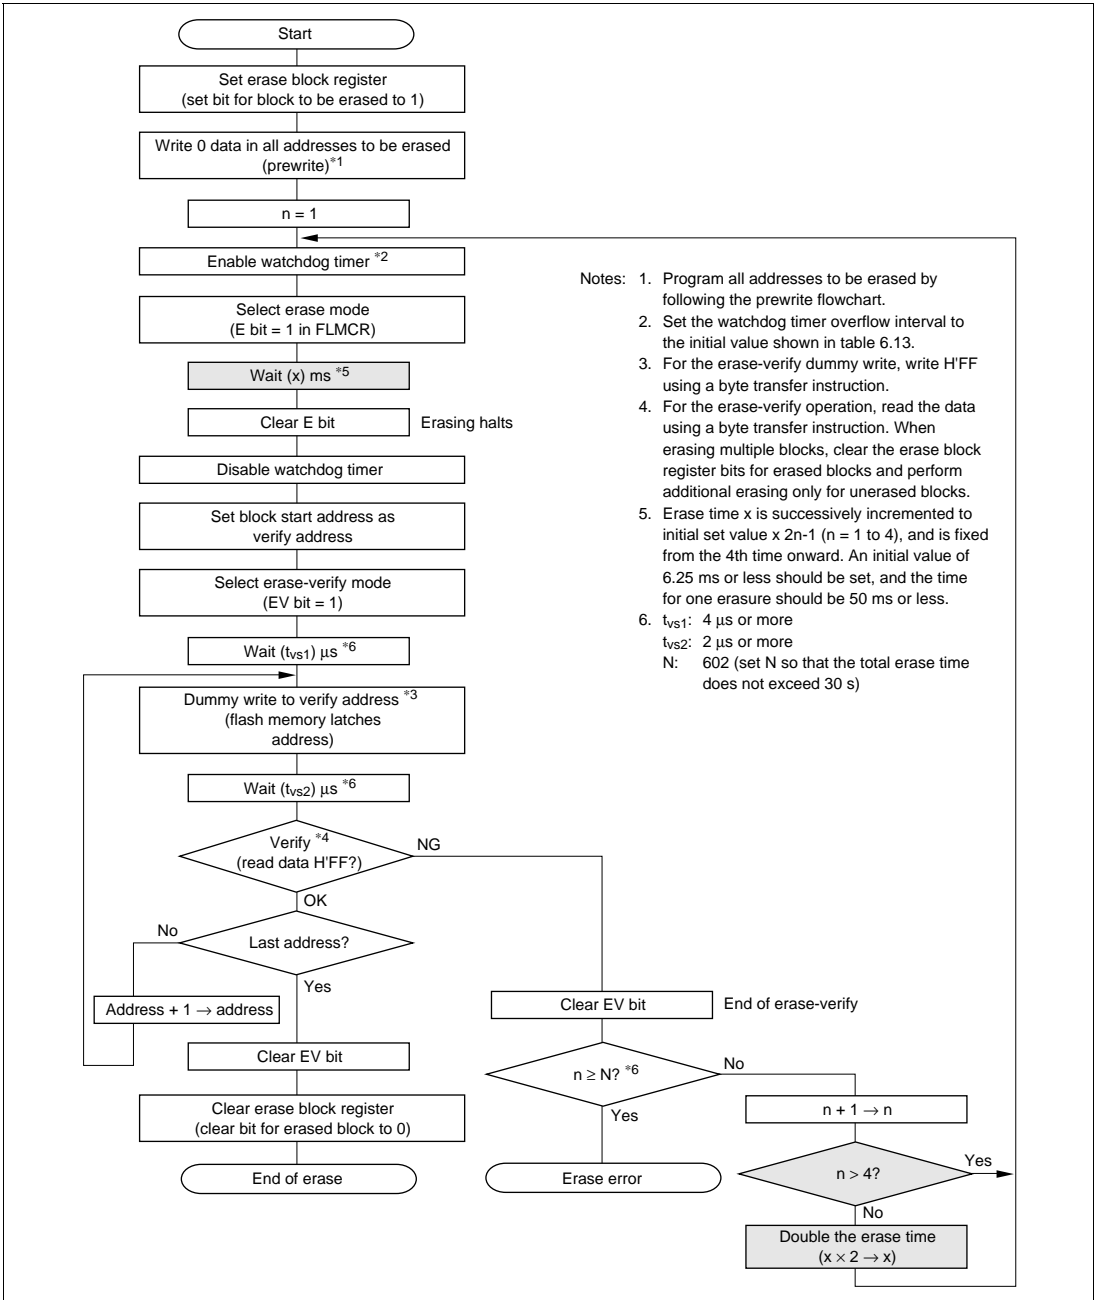 Start
Set erase block register
(set bit for block to be erased to 1)
Write 0 data in all addresses to be erased
(prewrite)*1
n = 1
Enable watchdog timer *2
Select erase mode
(E bit = 1 in FLMCR)
Wait (x) ms *5
Clear E bit
Erasing halts
Disable watchdog timer
Set block start address as
verify address
Select erase-verify mode
(EV bit = 1)
Wait (tvs1) μs *6
Dummy write to verify address *3
(flash memory latches
address)
Wait (tvs2) μs *6
Verify *4
(read data H'FF?)
NG
OK
No
Last address?
Yes
Address + 1 → address
Clear EV bit
Clear erase block register
(clear bit for erased block to 0)
End of erase
Clear EV bit
End of erase-verify
n ≥ N? *6
No
Yes
Erase error
n + 1 → n
n > 4?
Yes
No
Double the erase time
(x × 2 → x)
Notes: 1. Program all addresses to be erased by
following the prewrite flowchart.
2. Set the watchdog timer overflow interval to
the initial value shown in table 6.13.
3. For the erase-verify dummy write, write H'FF
using a byte transfer instruction.
4. For the erase-verify operation, read the data
using a byte transfer instruction. When
erasing multiple blocks, clear the erase block
register bits for erased blocks and perform
additional erasing only for unerased blocks.
5. Erase time x is successively incremented to
initial set value x 2n-1 (n = 1 to 4), and is fixed
from the 4th time onward. An initial value of
6.25 ms or less should be set, and the time
for one erasure should be 50 ms or less.
6. tvs1: 4 μs or more
tvs2: 2 μs or more
N: 602 (set N so that the total erase time
does not exceed 30 s)